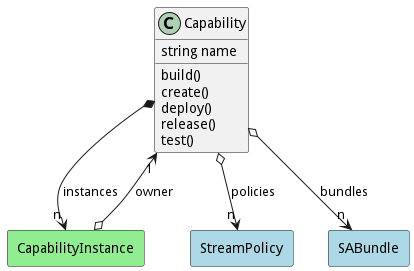 C Capability
string name
build()
create()
deploy()
release()
test()
1
instances
owner
policies
bundles
n
n
n
CapabilityInstance
StreamPolicy
SABundle